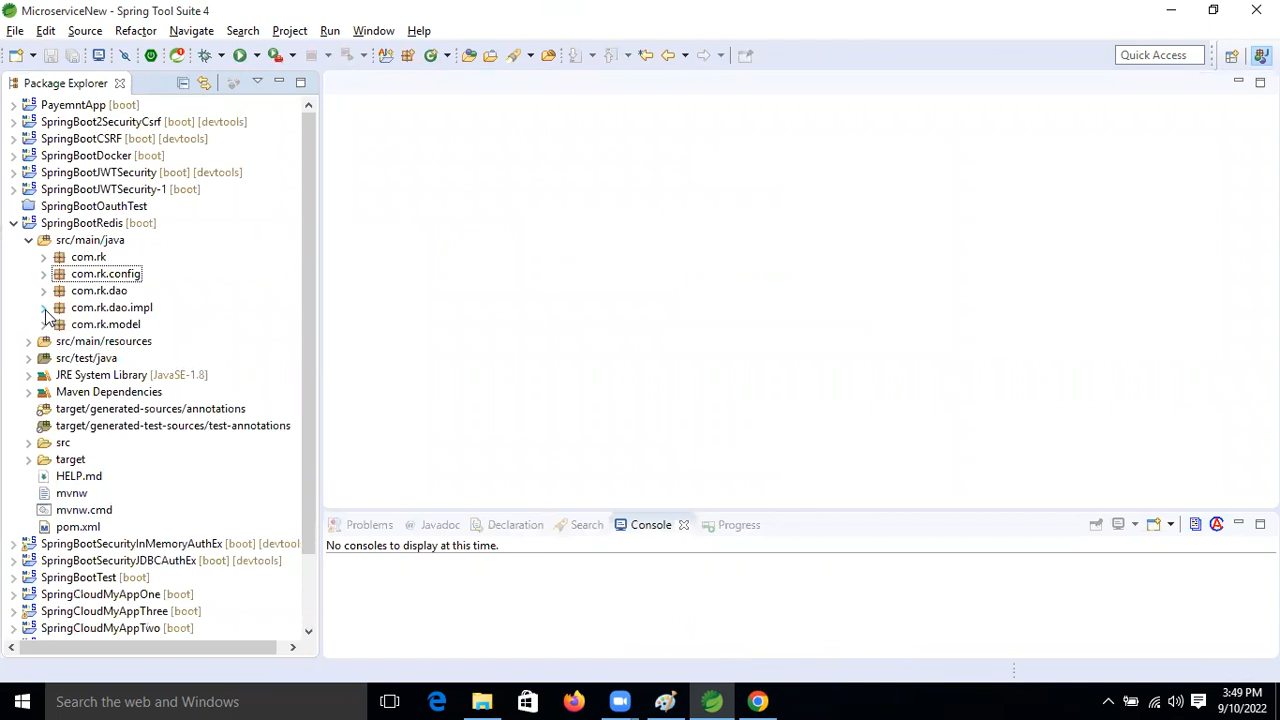 MicroserviceNew - Spring Tool Suite 4
File Edit Source Refactor Navigate Search Project Run Window Help
Quick Access
Package Explorer
PayemntApp [boot]
SpringBoot2SecurityCsrf [boot] [devtools]
SpringBootCSRF [boot] [devtools]
SpringBootDocker [boot]
SpringBootJWTSecurity [boot] [devtools]
SpringBootJWTSecurity-1 [boot]
SpringBootOauthTest
SpringBootRedis [boot]
src/main/java
com.rk
com.rk.config
com.rk.dao
com.rk.dao.impl
com.rk.model
src/main/resources
src/test/java
JRE System Library [JavaSE-1.8]
Maven Dependencies
target/generated-sources/annotations
target/generated-test-sources/test-annotations
src
target
HELP.md
mvnw
mvnw.cmd
pom.xml
SpringBootSecurityInMemoryAuthEx [boot] [devtool
SpringBootSecurityJDBCAuthEx [boot] [devtools]
SpringBootTest [boot]
SpringCloudMyAppOne [boot]
SpringCloudMyAppThree [boot]
SpringCloudMyAppTwo [boot]
Problems Javadoc Declaration Search Console Progress
No consoles to display at this time.
Search the web and Windows
3:49 PM
9/10/2022